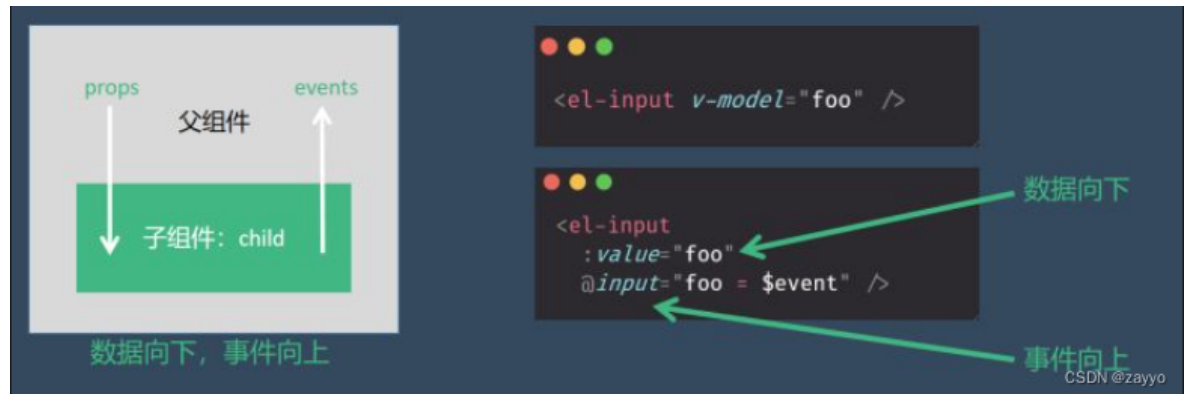 props
events
父组件
子组件：child
数据向下，事件向上
<el-input v-model="foo" />
<el-input
:value="foo"
@input="foo = $event" />
数据向下
事件向上
CSDN @zayyo